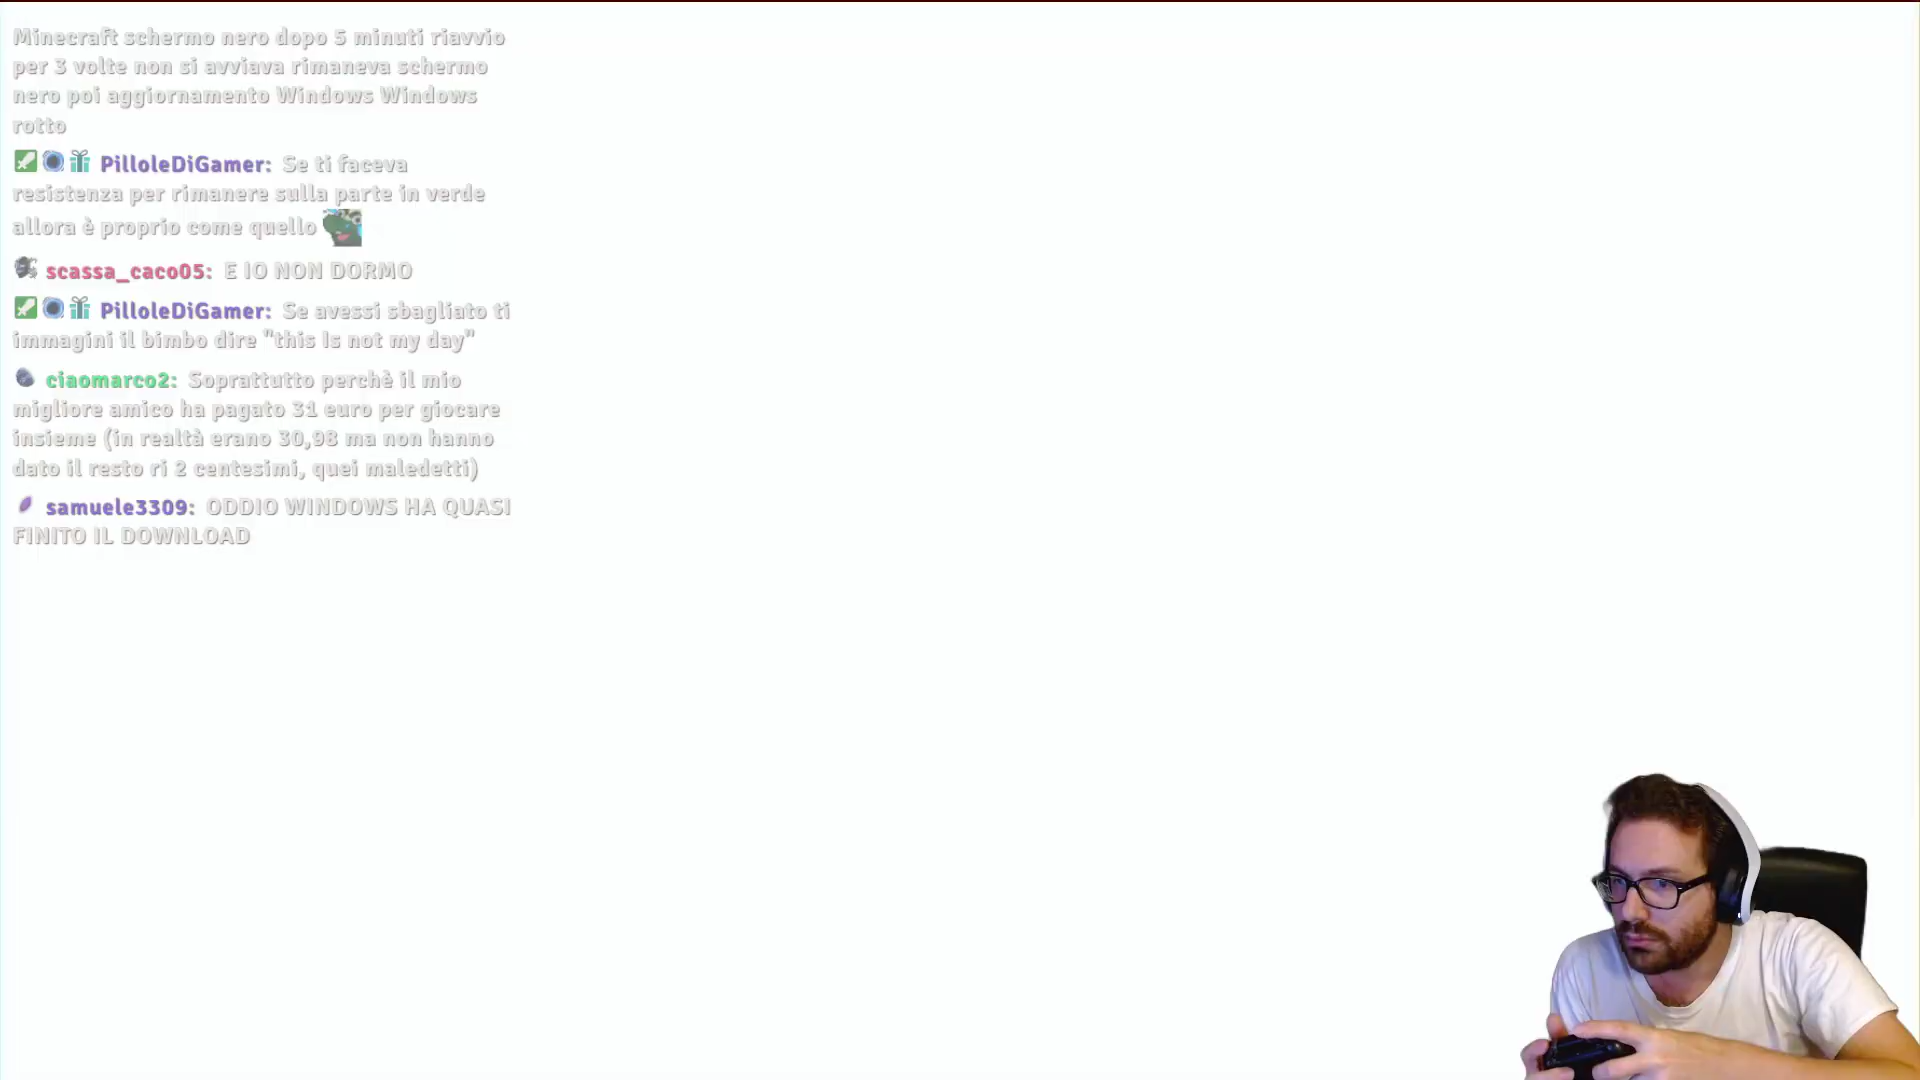 Minecraft schermo nero dopo 5 minuti riavvio
per 3 volte non si avviava rimaneva schermo
nero poi aggiornamento Windows Windows
rotto
PilloleDiGamer: Se ti faceva
resistenza per rimanere sulla parte in verde
allora è proprio come quello
scassa_caco05: E IO NON DORMO
PilloleDiGamer: Se avessi sbagliato ti
immagini il bimbo dire "this Is not my day"
ciaomarco2: Soprattutto perchè il mio
migliore amico ha pagato 31 euro per giocare
insieme (in realtà erano 30,98 ma non hanno
dato il resto ri 2 centesimi, quei maledetti)
samuele3309: ODDIO WINDOWS HA QUASI
FINITO IL DOWNLOAD